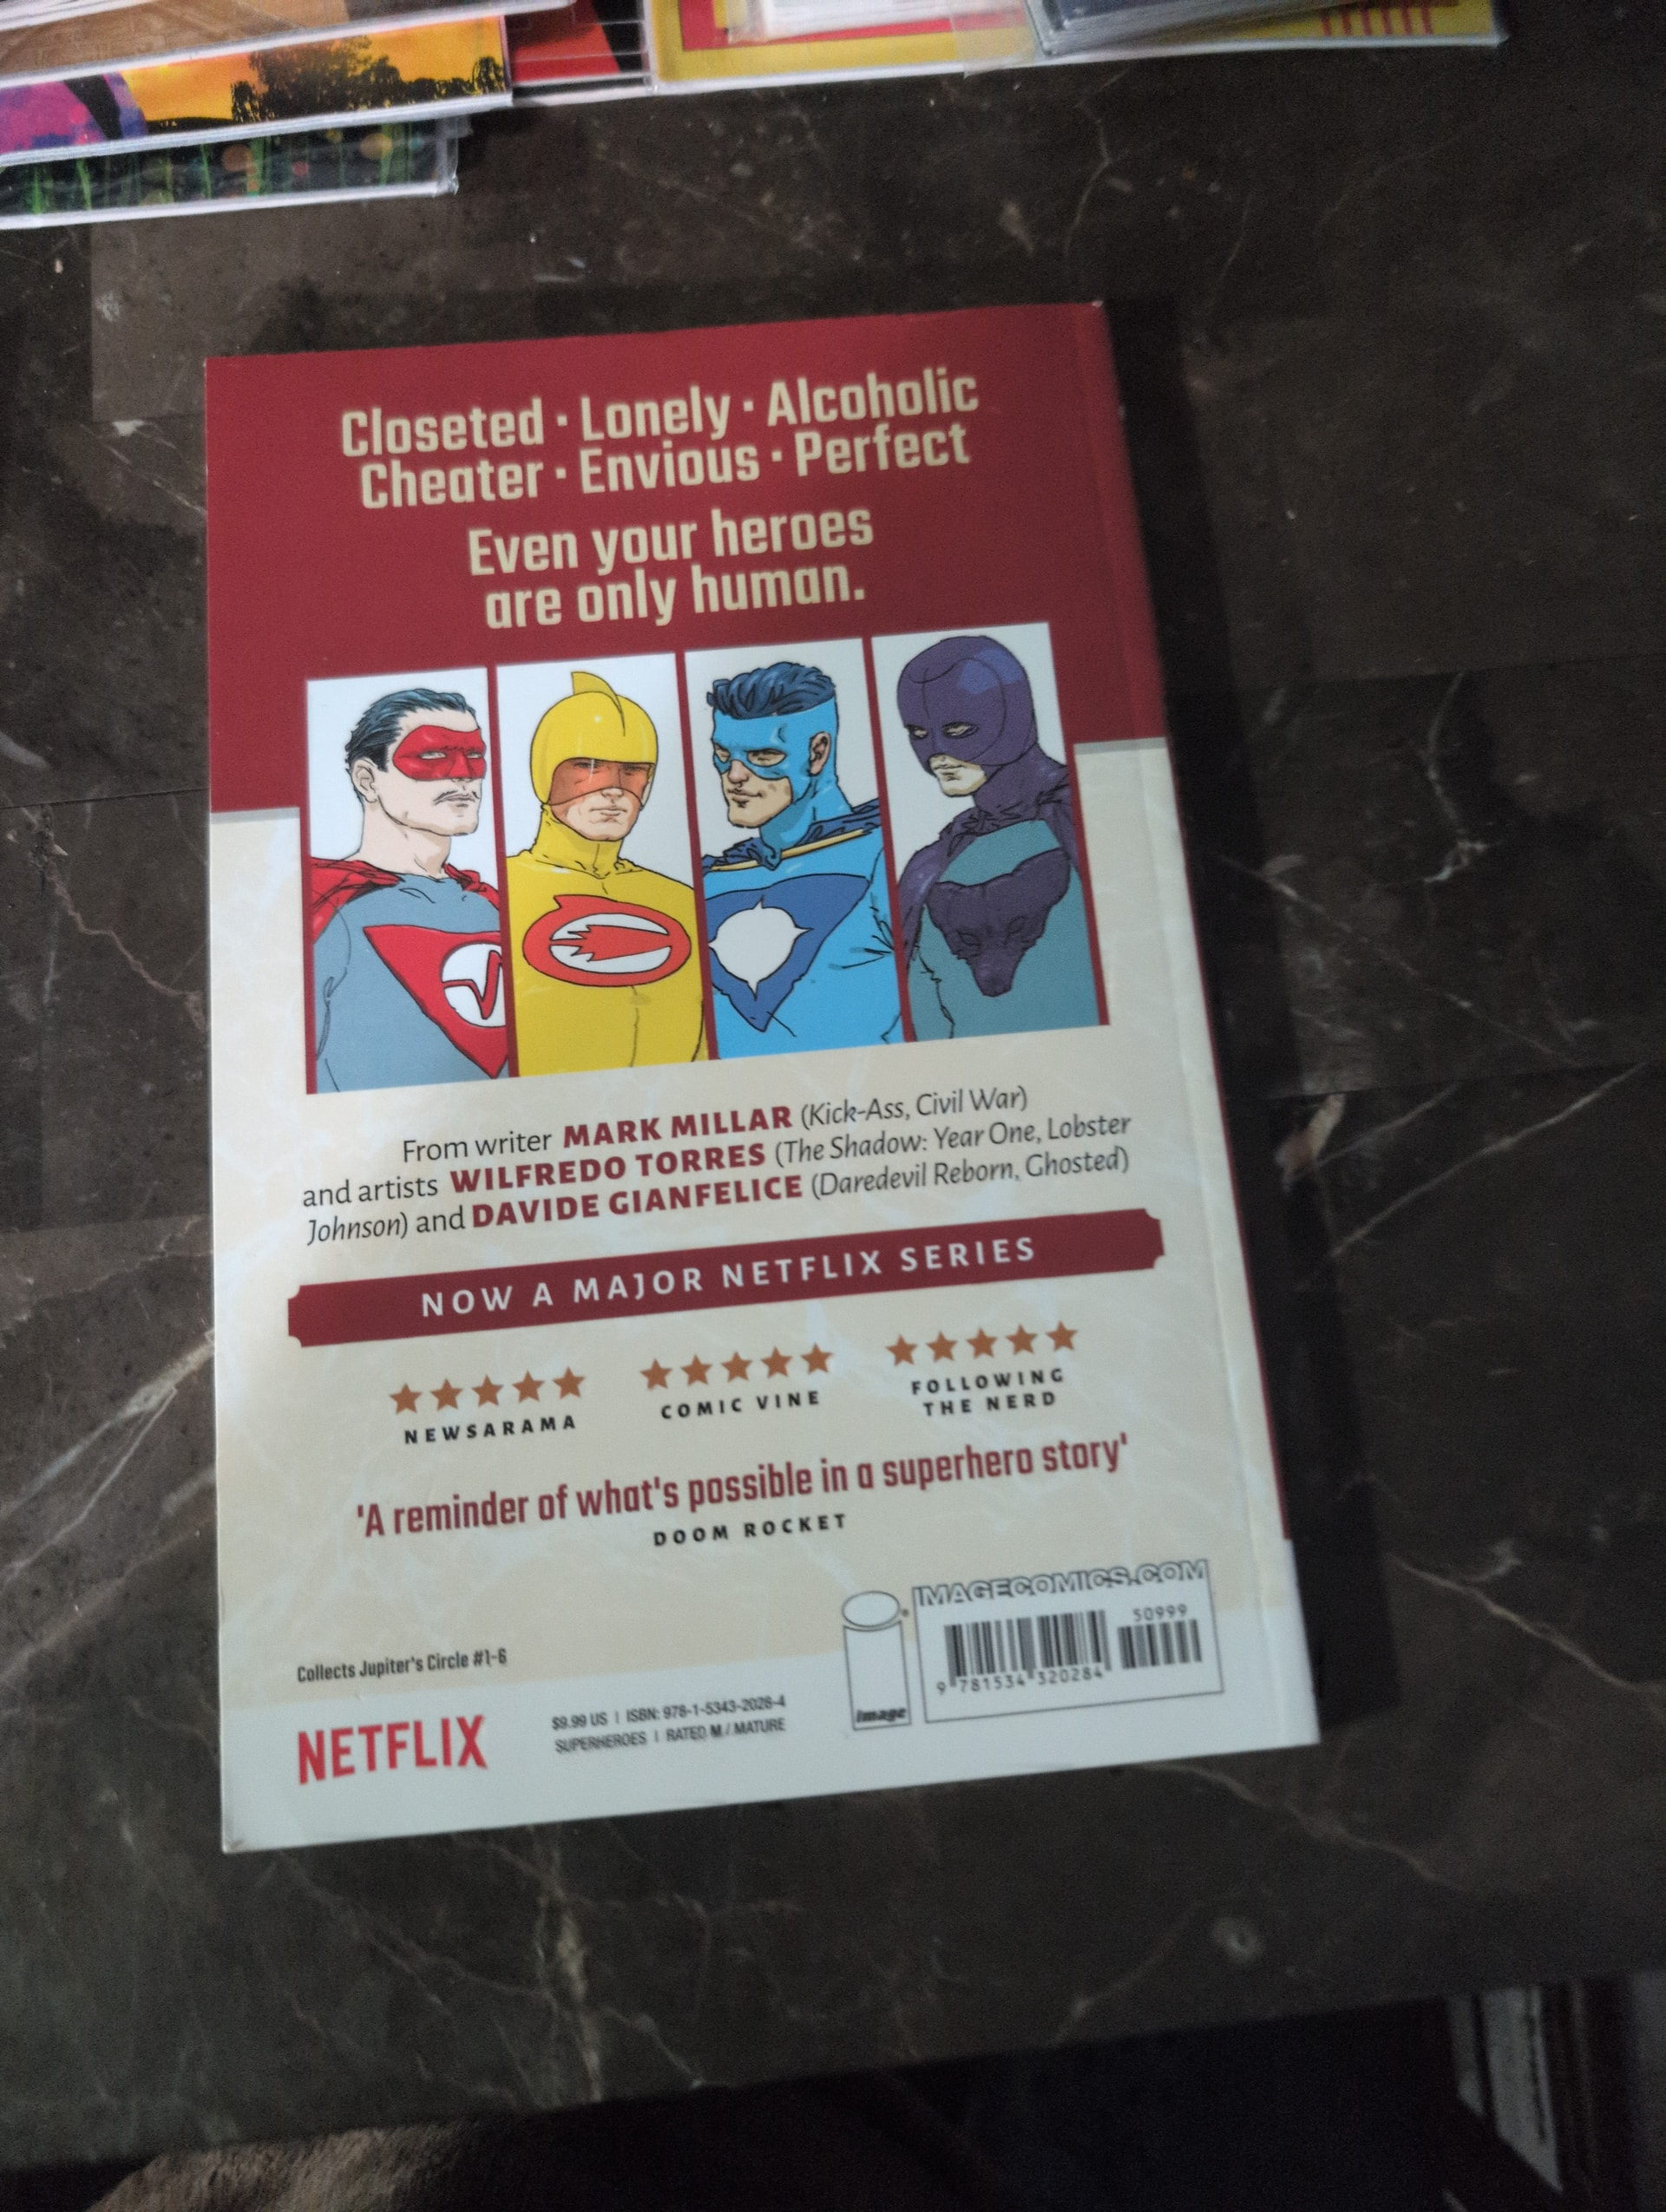 Closeted · Lonely · Alcoholic
Cheater · Envious · Perfect
Even your heroes
are only human.
From writer MARK MILLAR (Kick-Ass, Civil War)
and artists WILFREDO TORRES (The Shadow: Year One, Lobster
Johnson) and DAVIDE GIANFELICE (Daredevil Reborn, Ghosted)
NOW A MAJOR NETFLIX SERIES
NEWSARAMA
COMIC VINE
FOLLOWING
THE NERD
'A reminder of what's possible in a superhero story'
DOOM ROCKET
Collects Jupiter's Circle #1-6
NETFLIX
$9.99 US | ISBN: 978-1-5343-2028-4
SUPERHEROES | RATED M / MATURE
image
IMAGECOMICS.COM
50999
9 781534 320284